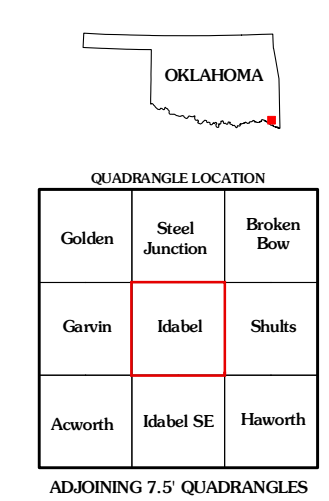 OKLAHOMA
QUADRANGLE LOCATION
Golden
Steel
Junction
Broken
Bow
Garvin
Idabel
Shults
Acworth
Idabel SE
Haworth
ADJOINING 7.5' QUADRANGLES